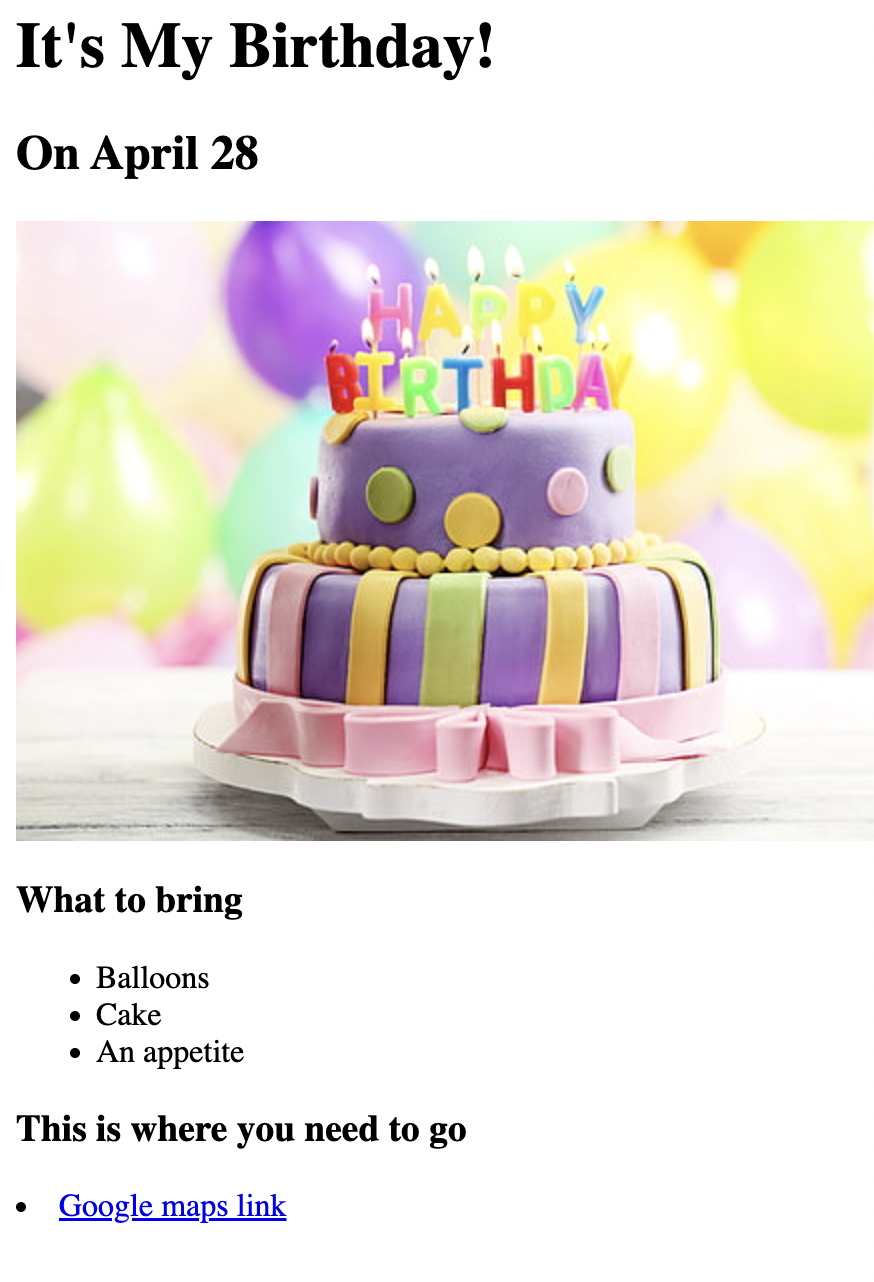 It's My Birthday!
On April 28
HAPPY
BIRTHDAY
What to bring
Balloons
Cake
An appetite
This is where you need to go
Google maps link